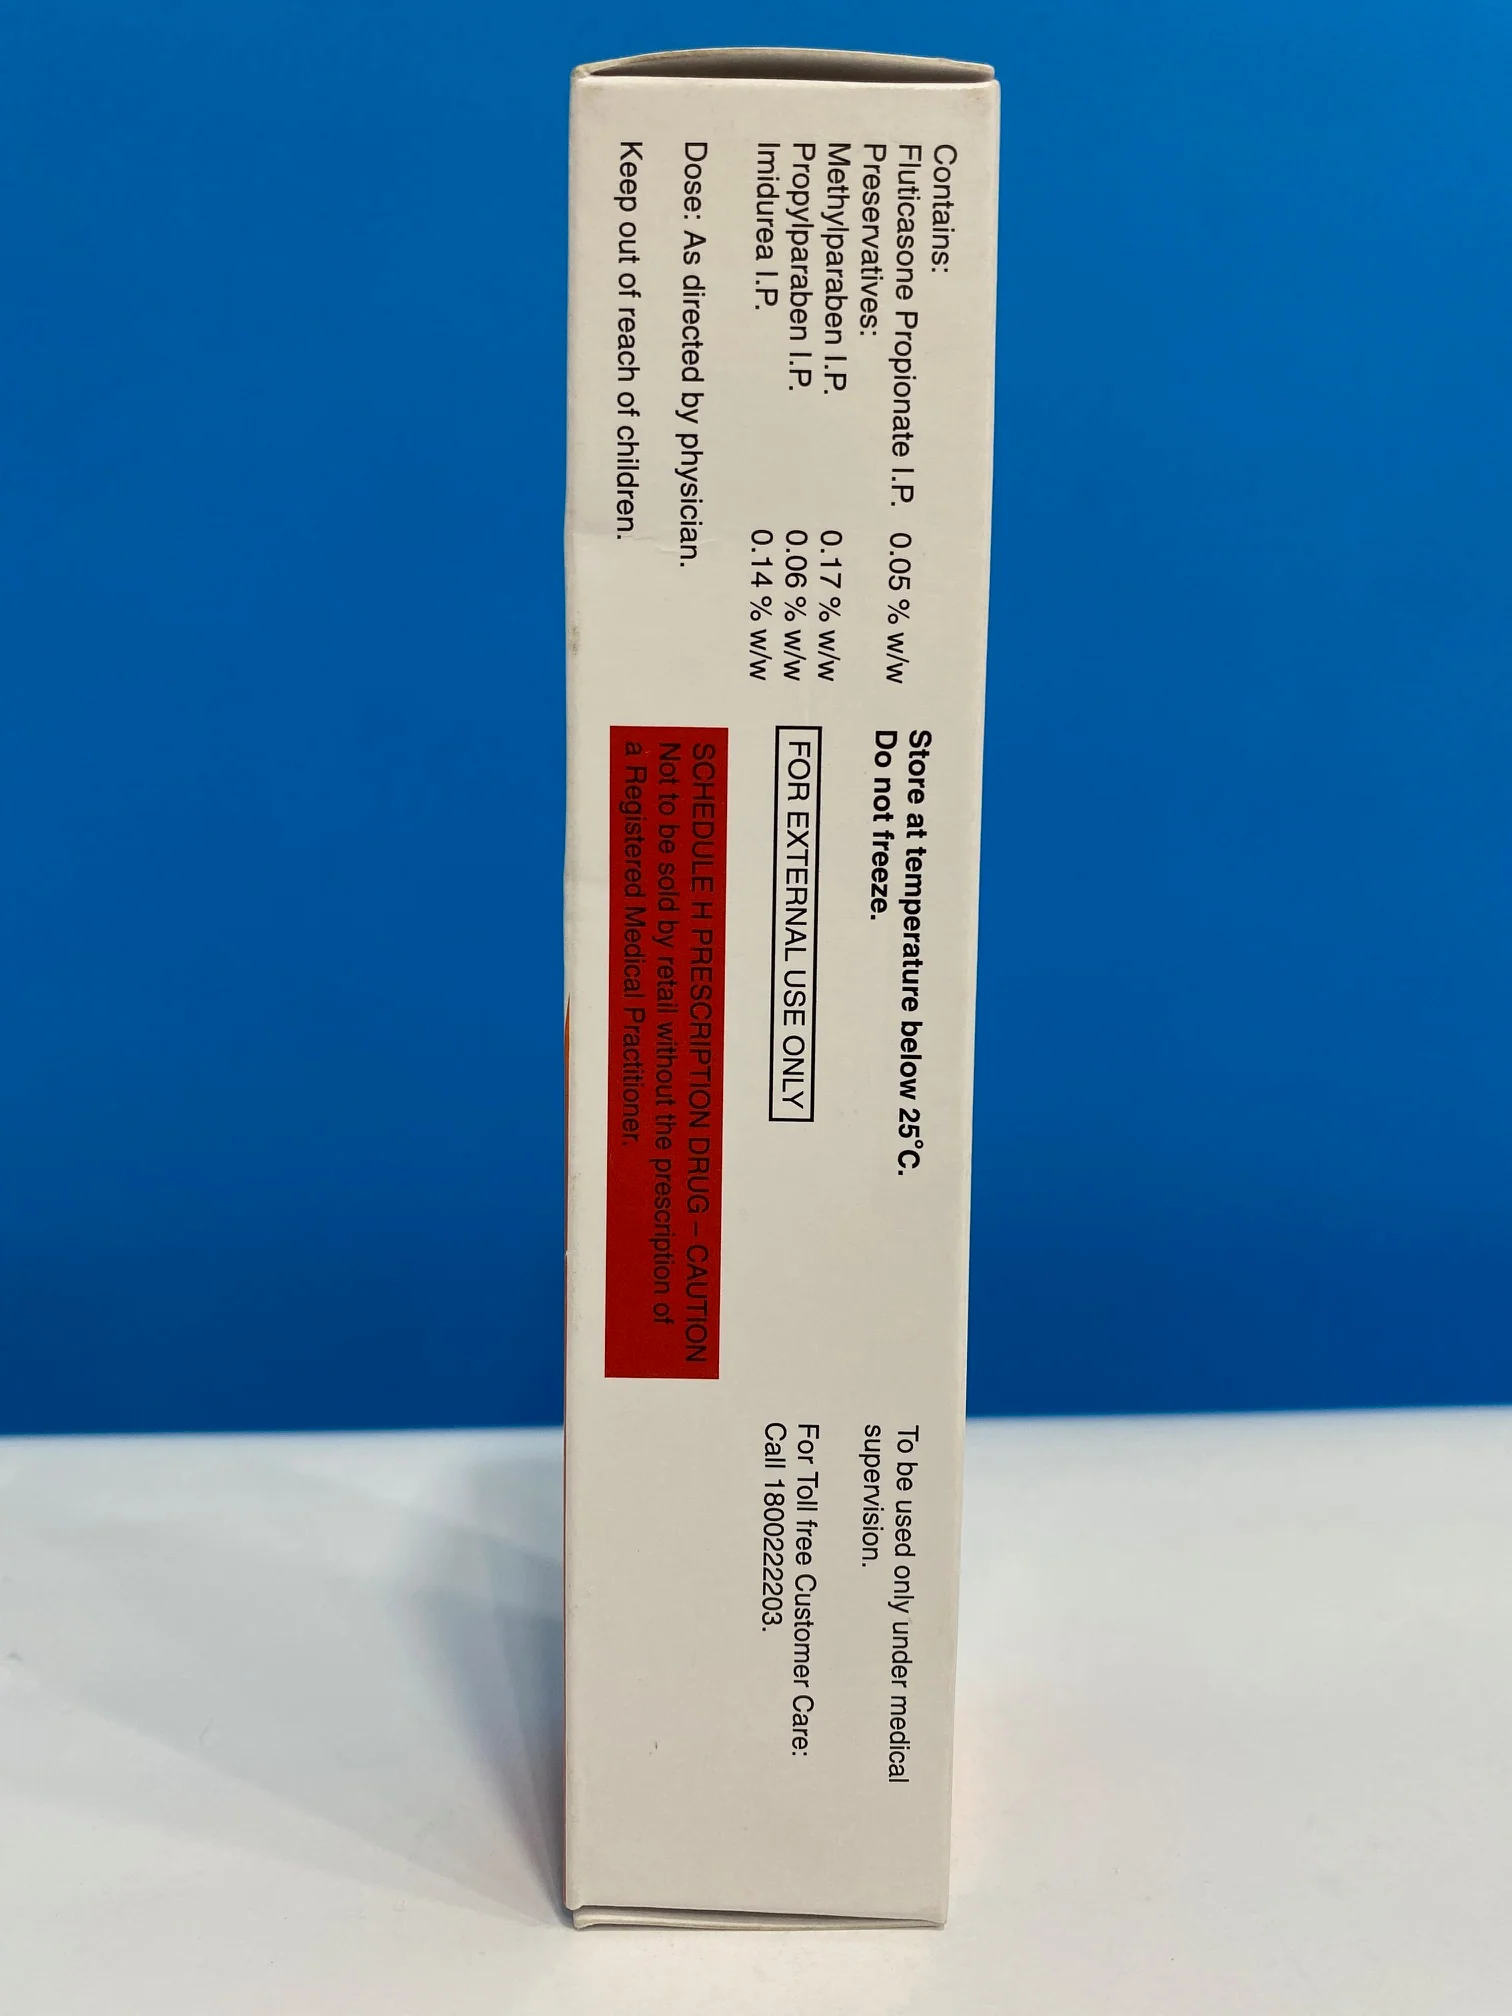 Contains:
Fluticasone Propionate I.P. 0.05 % w/w
Preservatives:
Methylparaben I.P. 0.17 % w/w
Propylparaben I.P. 0.06 % w/w
Imidurea I.P. 0.14 % w/w
Dose: As directed by physician.
Keep out of reach of children.
Store at temperature below 25°C.
Do not freeze.
FOR EXTERNAL USE ONLY
SCHEDULE H PRESCRIPTION DRUG – CAUTION
Not to be sold by retail without the prescription of
a Registered Medical Practitioner.
To be used only under medical
supervision.
For Toll free Customer Care:
Call 1800222203.